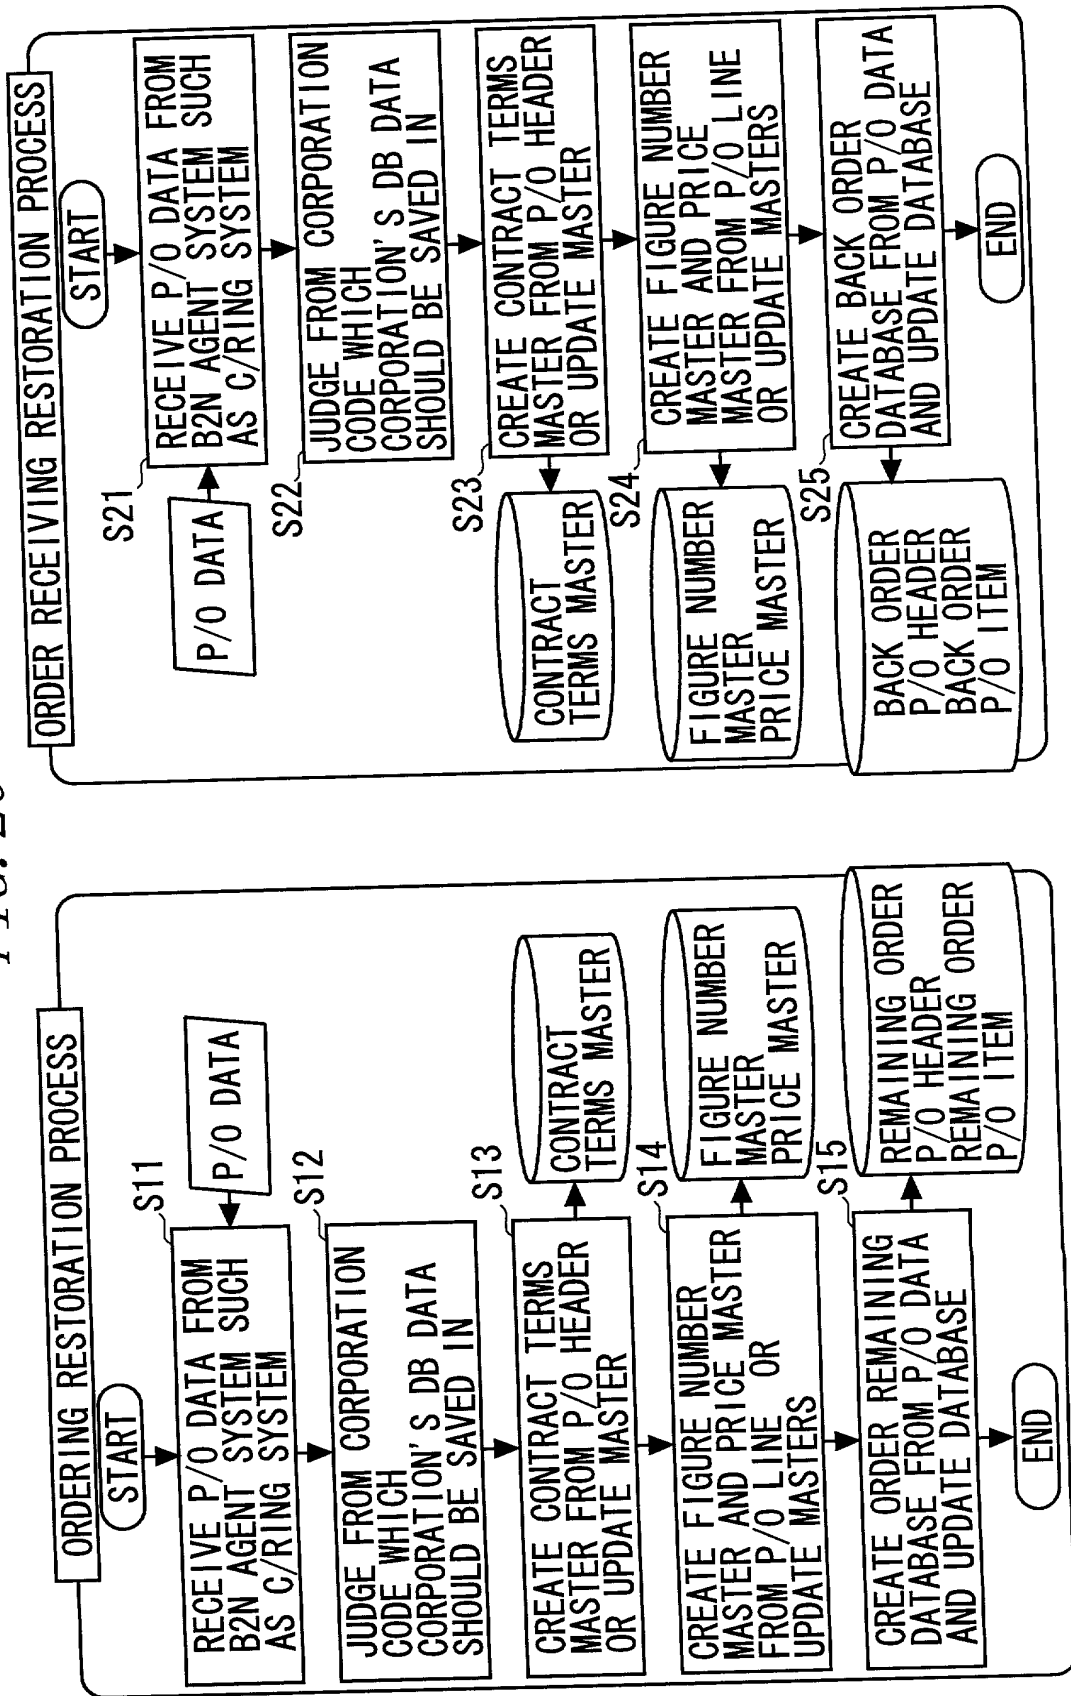 ORDERING RESTORATION PROCESS
START
S11
RECEIVE P/O DATA FROM
B2N AGENT SYSTEM SUCH
AS C/RING SYSTEM
P/O DATA
S12
JUDGE FROM CORPORATION
CODE WHICH
CORPORATION'S DB DATA
SHOULD BE SAVED IN
S13
CREATE CONTRACT TERMS
MASTER FROM P/O HEADER
OR UPDATE MASTER
CONTRACT
TERMS MASTER
S14
CREATE FIGURE NUMBER
MASTER AND PRICE MASTER
FROM P/O LINE OR
UPDATE MASTERS
FIGURE NUMBER
MASTER
PRICE MASTER
S15
CREATE ORDER REMAINING
DATABASE FROM P/O DATA
AND UPDATE DATABASE
REMAINING ORDER
P/O HEADER
REMAINING ORDER
P/O ITEM
END
ORDER RECEIVING RESTORATION PROCESS
START
S21
RECEIVE P/O DATA FROM
B2N AGENT SYSTEM SUCH
AS C/RING SYSTEM
P/O DATA
S22
JUDGE FROM CORPORATION
CODE WHICH
CORPORATION'S DB DATA
SHOULD BE SAVED IN
S23
CREATE CONTRACT TERMS
MASTER FROM P/O HEADER
OR UPDATE MASTER
CONTRACT
TERMS MASTER
S24
CREATE FIGURE NUMBER
MASTER AND PRICE
MASTER FROM P/O LINE
OR UPDATE MASTERS
FIGURE NUMBER
MASTER
PRICE MASTER
S25
CREATE BACK ORDER
DATABASE FROM P/O DATA
AND UPDATE DATABASE
BACK ORDER
P/O HEADER
BACK ORDER
P/O ITEM
END